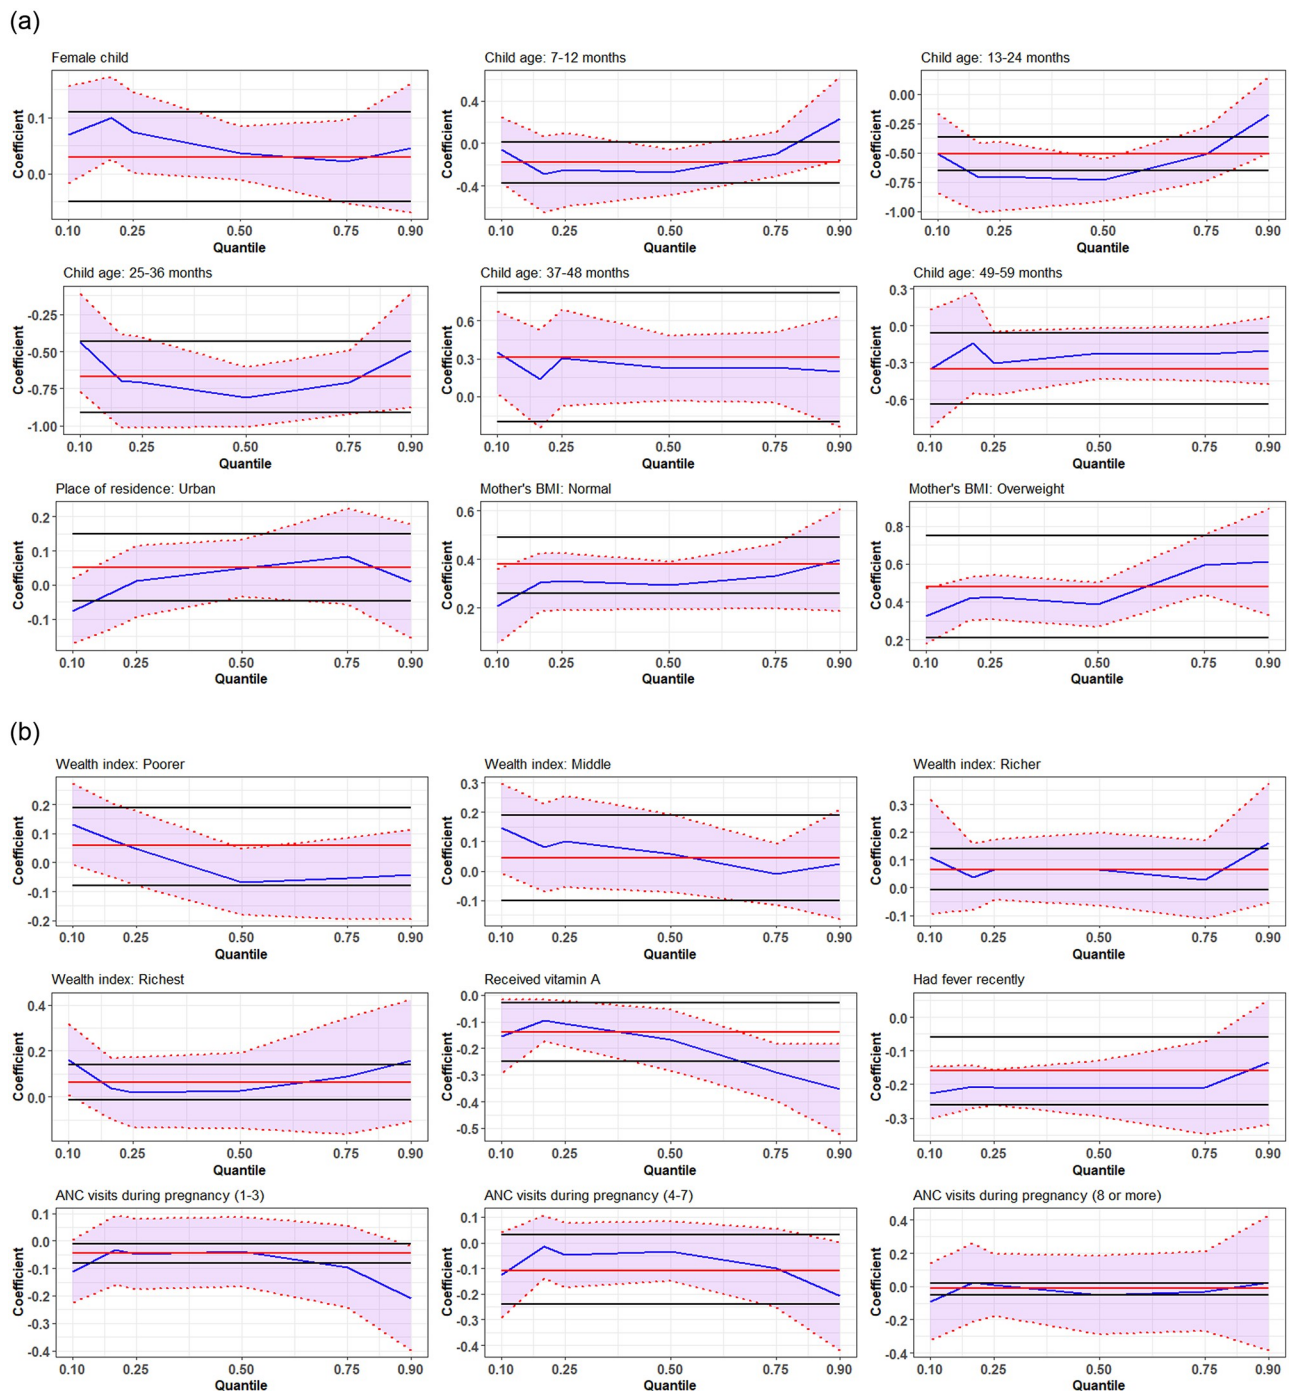 (a)
Female child
Child age: 7-12 months
Child age: 13-24 months
Coefficient
0.1
0.0
0.10 0.25 0.50 0.75 0.90
Quantile
Coefficient
0.4
0.0
-0.4
0.10 0.25 0.50 0.75 0.90
Quantile
Coefficient
0.00
-0.25
-0.50
-0.75
-1.00
0.10 0.25 0.50 0.75 0.90
Quantile
Child age: 25-36 months
Child age: 37-48 months
Child age: 49-59 months
Coefficient
-0.25
-0.50
-0.75
-1.00
0.10 0.25 0.50 0.75 0.90
Quantile
Coefficient
0.6
0.3
0.0
0.10 0.25 0.50 0.75 0.90
Quantile
Coefficient
0.3
0.0
-0.3
-0.6
0.10 0.25 0.50 0.75 0.90
Quantile
Place of residence: Urban
Mother's BMI: Normal
Mother's BMI: Overweight
Coefficient
0.2
0.1
0.0
-0.1
0.10 0.25 0.50 0.75 0.90
Quantile
Coefficient
0.6
0.4
0.2
0.10 0.25 0.50 0.75 0.90
Quantile
Coefficient
0.8
0.6
0.4
0.2
0.10 0.25 0.50 0.75 0.90
Quantile
(b)
Wealth index: Poorer
Wealth index: Middle
Wealth index: Richer
Coefficient
0.2
0.1
0.0
-0.1
-0.2
0.10 0.25 0.50 0.75 0.90
Quantile
Coefficient
0.3
0.2
0.1
0.0
-0.1
0.10 0.25 0.50 0.75 0.90
Quantile
Coefficient
0.3
0.2
0.1
0.0
-0.1
0.10 0.25 0.50 0.75 0.90
Quantile
Wealth index: Richest
Received vitamin A
Had fever recently
Coefficient
0.4
0.2
0.0
0.10 0.25 0.50 0.75 0.90
Quantile
Coefficient
0.0
-0.1
-0.2
-0.3
-0.4
-0.5
0.10 0.25 0.50 0.75 0.90
Quantile
Coefficient
0.0
-0.1
-0.2
-0.3
0.10 0.25 0.50 0.75 0.90
Quantile
ANC visits during pregnancy (1-3)
ANC visits during pregnancy (4-7)
ANC visits during pregnancy (8 or more)
Coefficient
0.1
0.0
-0.1
-0.2
-0.3
-0.4
0.10 0.25 0.50 0.75 0.90
Quantile
Coefficient
0.1
0.0
-0.1
-0.2
-0.3
-0.4
0.10 0.25 0.50 0.75 0.90
Quantile
Coefficient
0.4
0.2
0.0
-0.2
-0.4
0.10 0.25 0.50 0.75 0.90
Quantile